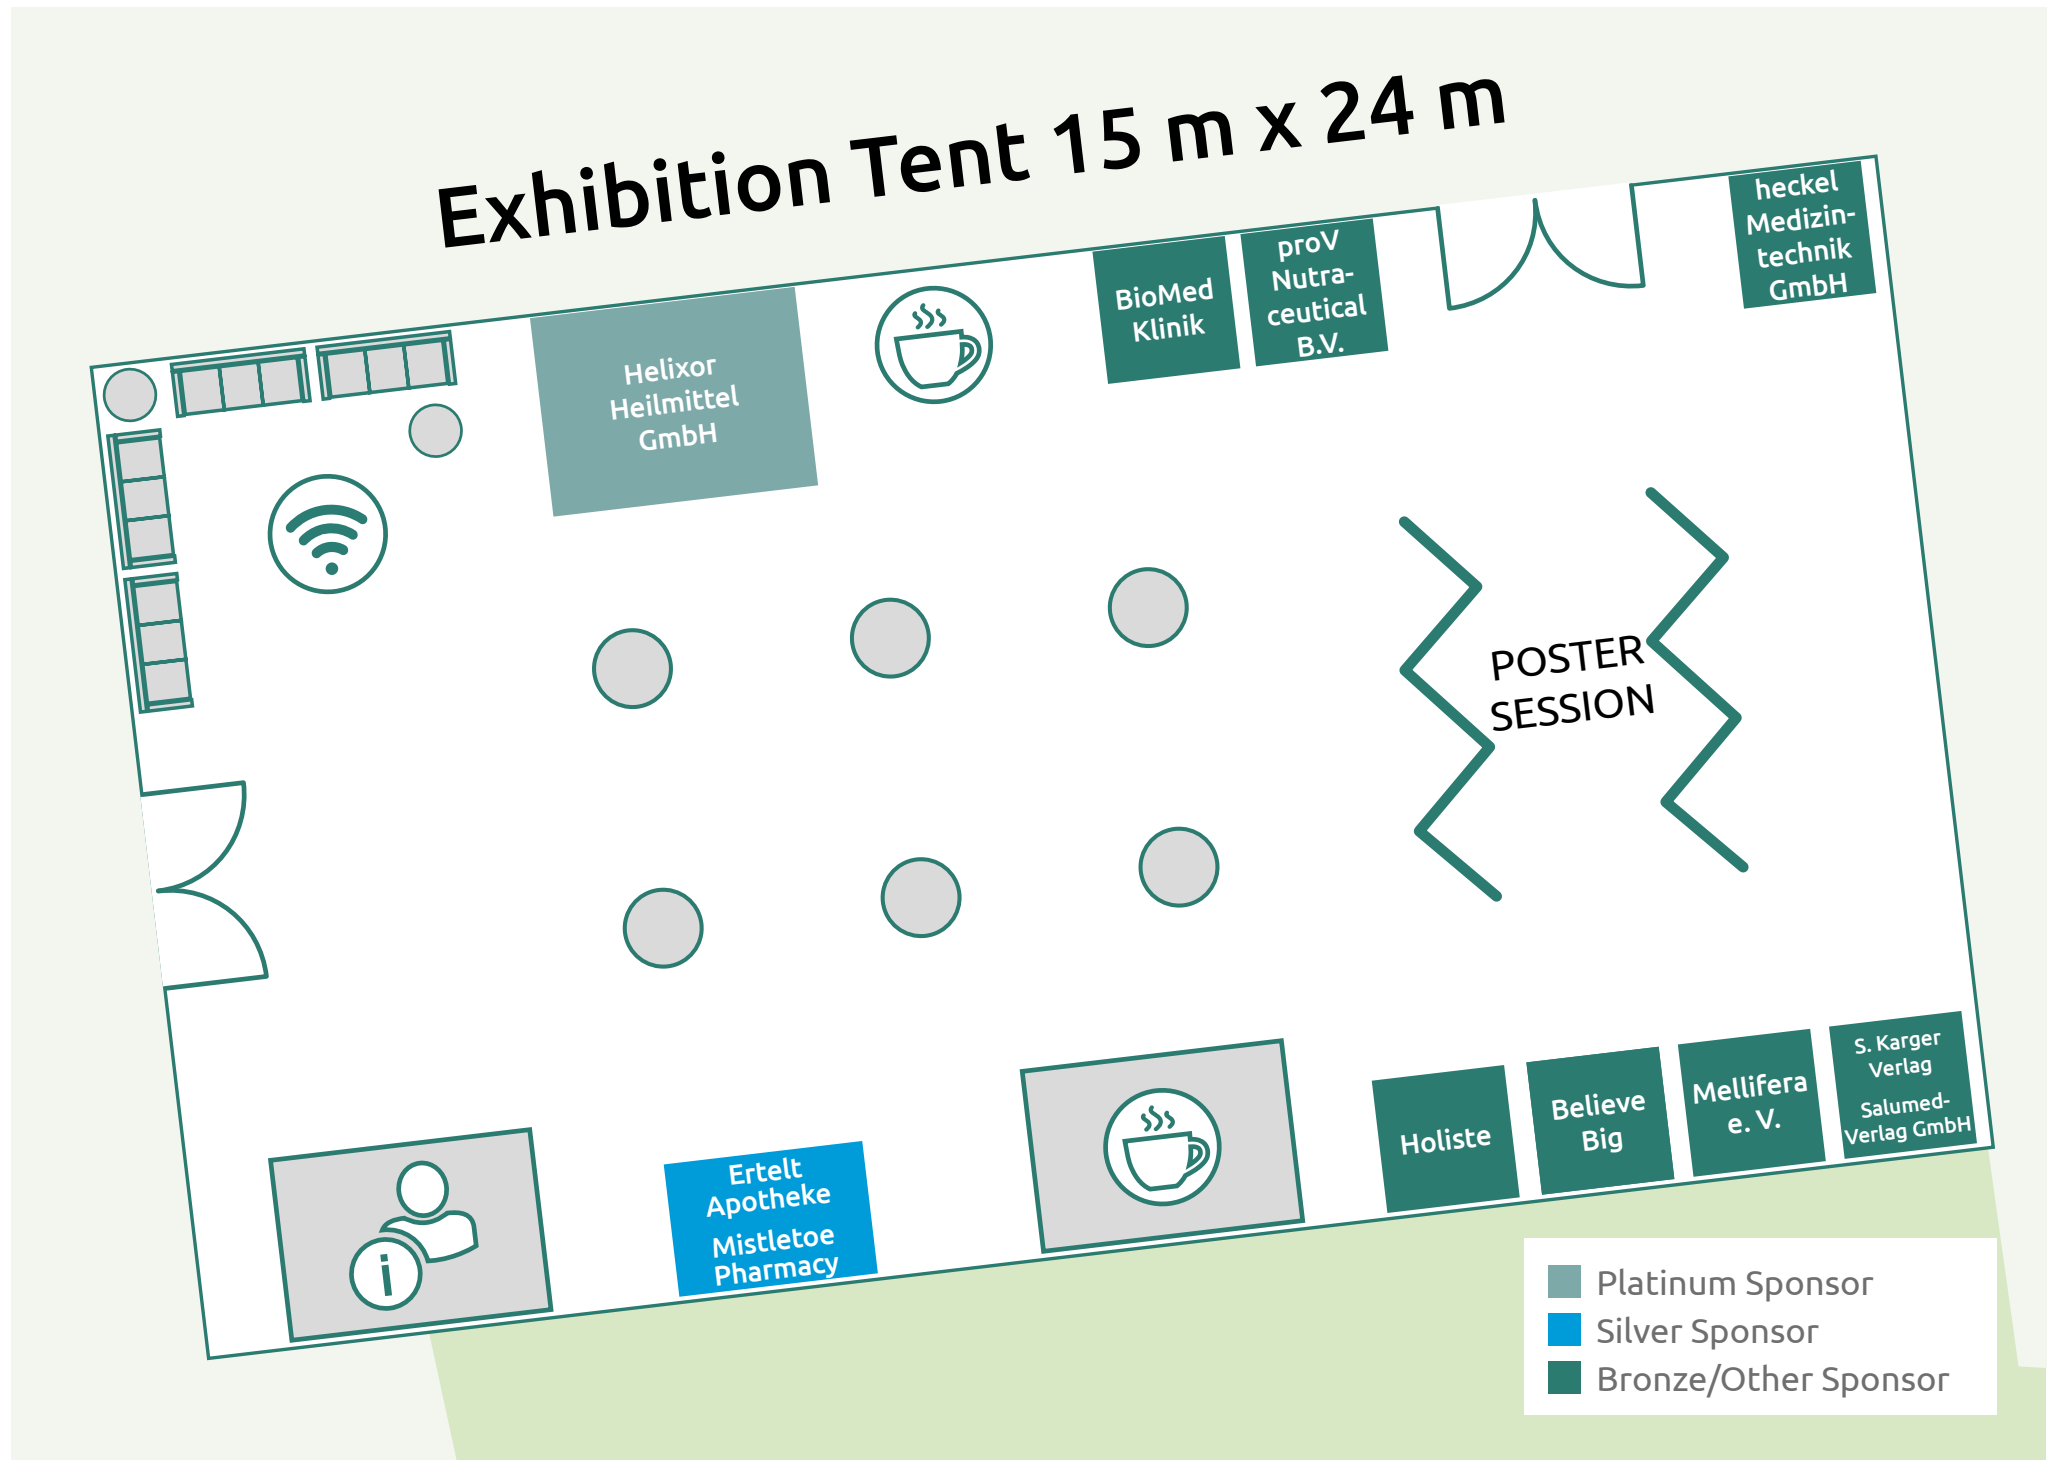 Exhibition Tent 15 m x 24 m
heckel
Medizin-
technik
GmbH
proV
Nutra-
ceutical
B.V.
BioMed
Klinik
Helixor
Heilmittel
GmbH
POSTER
SESSION
S. Karger
Verlag
Salumed-
Verlag GmbH
Mellifera
e. V.
Believe
Big
Holiste
Ertelt
Apotheke
Mistletoe
Pharmacy
i
Platinum Sponsor
Silver Sponsor
Bronze/Other Sponsor